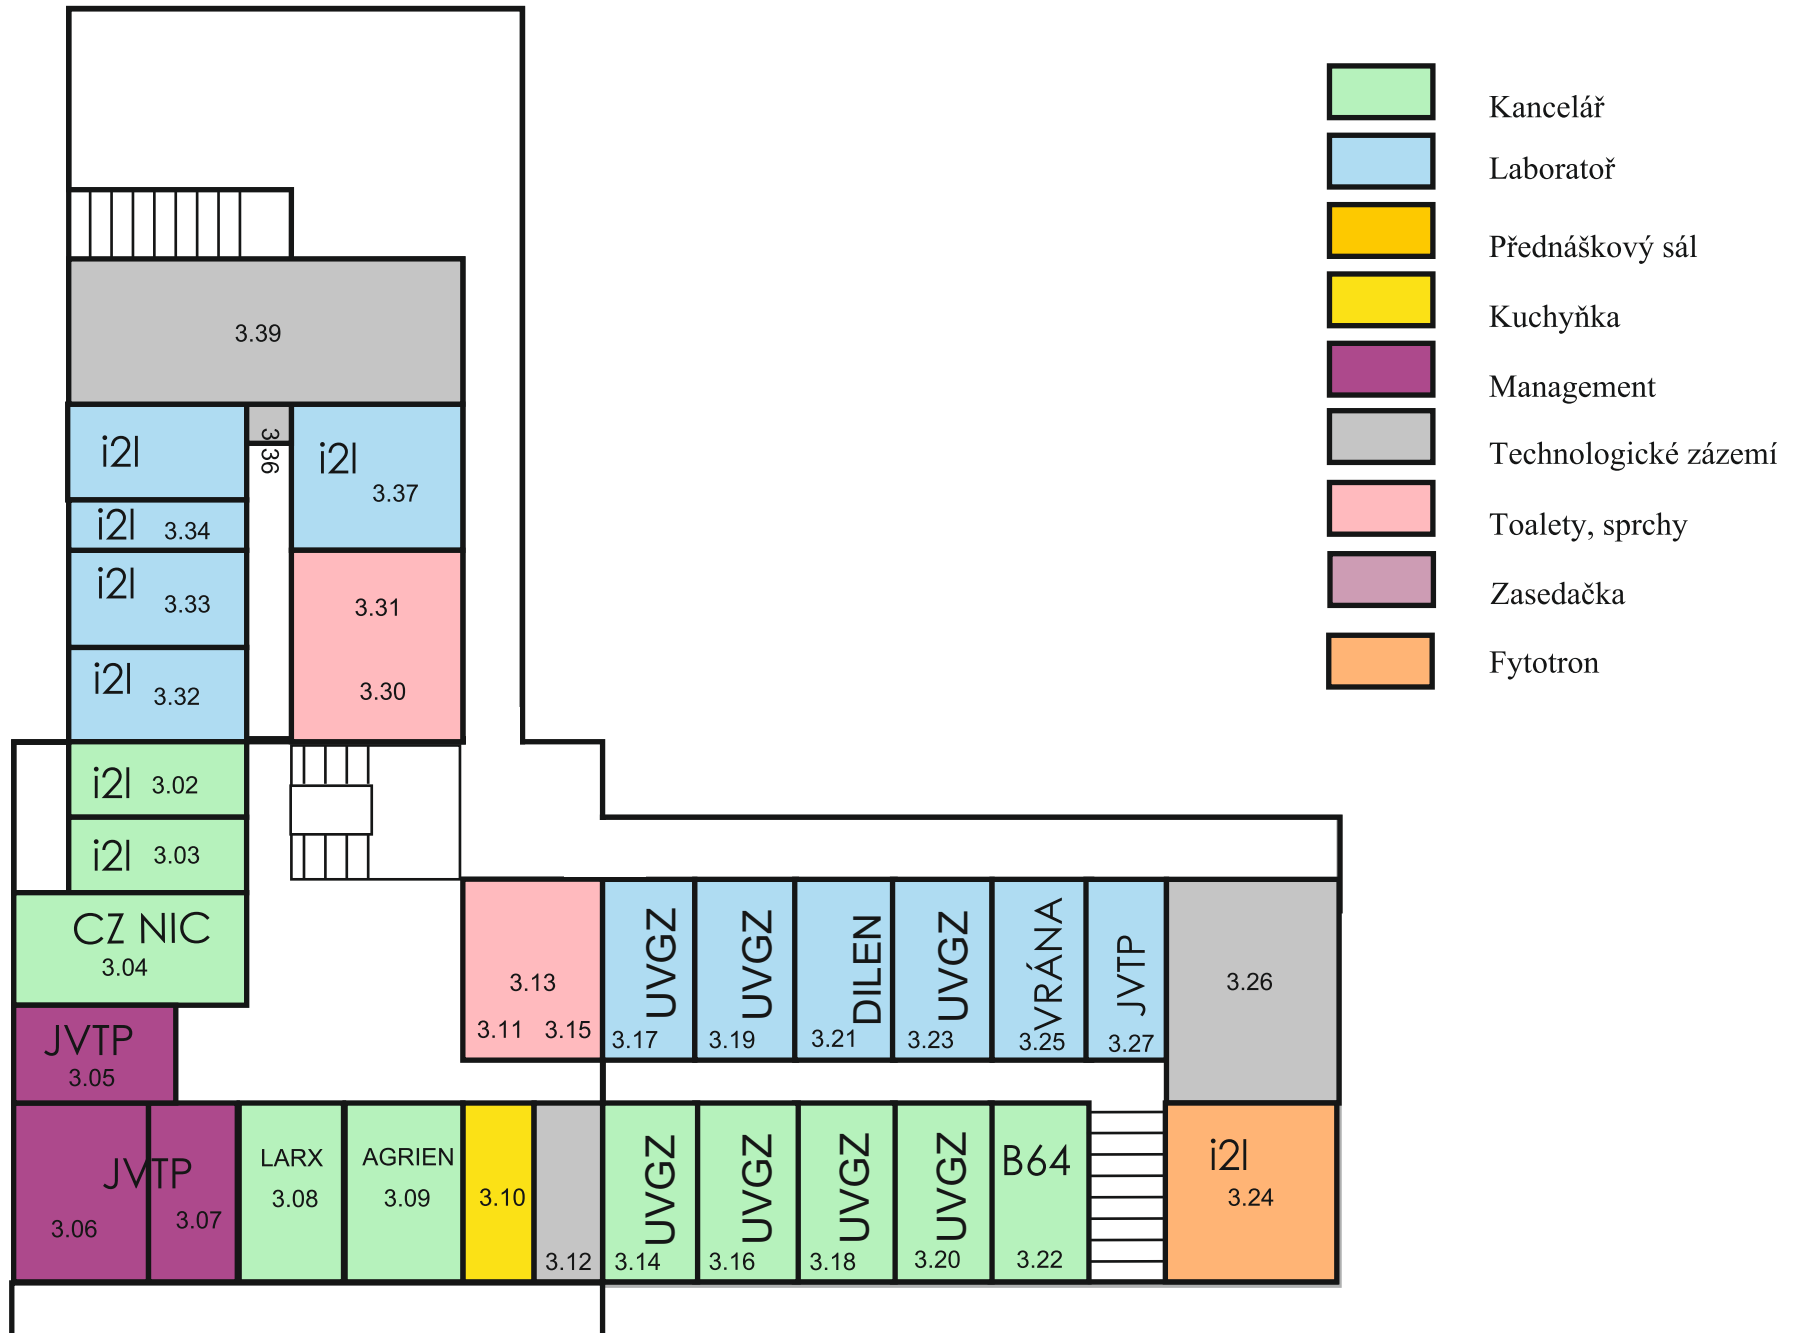 Kancelář
Laboratoř
Přednáškový sál
Kuchyňka
Management
Technologické zázemí
Toalety, sprchy
Zasedačka
Fytotron
3.39
i2l
3.36
i2l
3.37
i2l 3.34
i2l
3.33
3.31
i2l
3.32
3.30
i2l 3.02
i2l 3.03
CZ NIC
3.04
JVTP
3.05
3.13
3.11 3.15
UVGZ
3.17
UVGZ
3.19
DILEN
3.21
UVGZ
3.23
VRÁNA
3.25
JVTP
3.27
3.26
JVTP
3.06
3.07
LARX
3.08
AGRIEN
3.09
3.10
3.12
UVGZ
3.14
UVGZ
3.16
UVGZ
3.18
UVGZ
3.20
B64
3.22
i2l
3.24